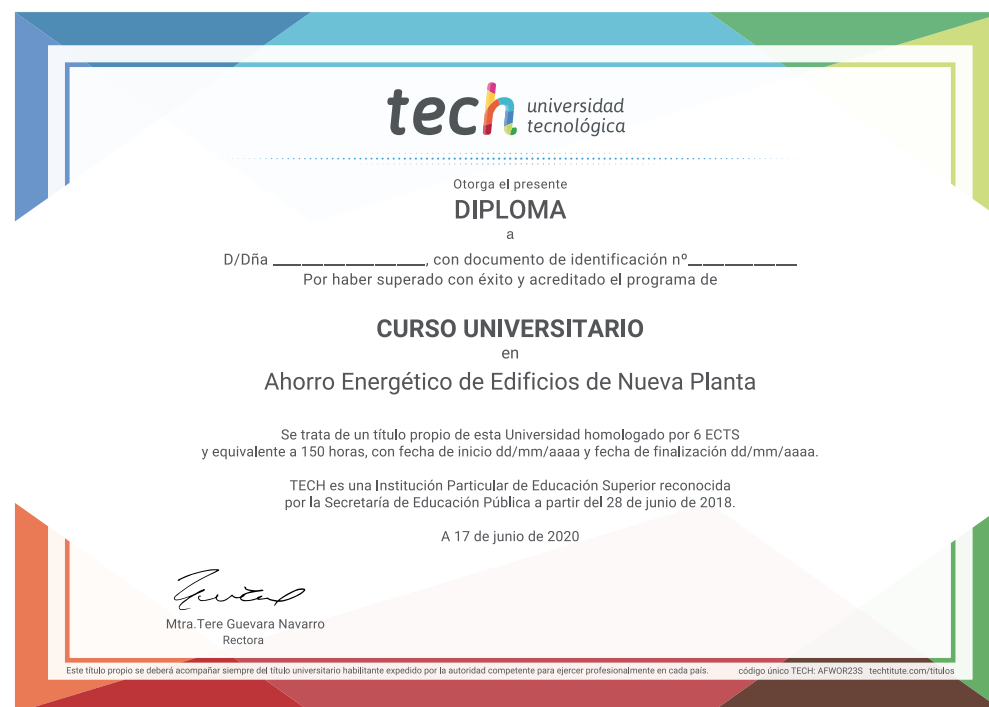 tech universidad
tecnológica
Otorga el presente
DIPLOMA
a
D/Dña ______________, con documento de identificación nº__________
Por haber superado con éxito y acreditado el programa de
CURSO UNIVERSITARIO
en
Ahorro Energético de Edificios de Nueva Planta
Se trata de un título propio de esta Universidad homologado por 6 ECTS
y equivalente a 150 horas, con fecha de inicio dd/mm/aaaa y fecha de finalización dd/mm/aaaa.
TECH es una Institución Particular de Educación Superior reconocida
por la Secretaría de Educación Pública a partir del 28 de junio de 2018.
A 17 de junio de 2020
Mtra.Tere Guevara Navarro
Rectora
Este título propio se deberá acompañar siempre del título universitario habilitante expedido por la autoridad competente para ejercer profesionalmente en cada país. código único TECH: AFWOR23S techtitute.com/titulos